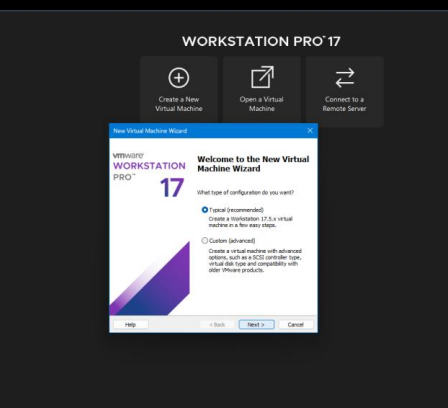 WORKSTATION PRO™ 17
Create a New
Virtual Machine
Open a Virtual
Machine
Connect to a
Remote Server
New Virtual Machine Wizard
vmware
WORKSTATION
PRO™
17
Welcome to the New Virtual
Machine Wizard
What type of configuration do you want?
Typical (recommended)
Create a Workstation 17.5.x virtual
machine in a few easy steps.
Custom (advanced)
Create a virtual machine with advanced
options, such as a SCSI controller type,
virtual disk type and compatibility with
older VMware products.
Help
< Back
Next >
Cancel